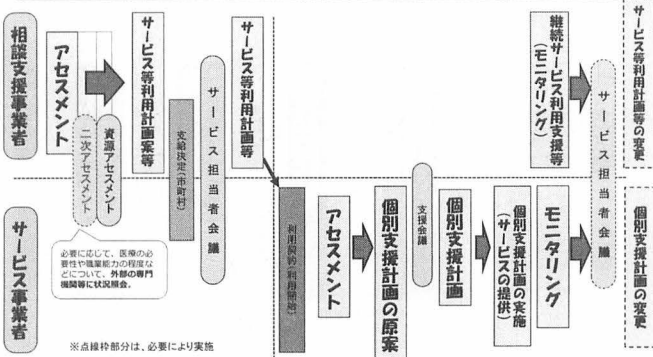 相談支援事業者
アセスメント
二次アセスメント
資源アセスメント
サービス等利用計画案等
支給決定(市町村)
サービス担当者会議
サービス等利用計画等
継続サービス利用支援等
(モニタリング)
サービス担当者会議
サービス等利用計画等の変更
サービス事業者
必要に応じて、医療の必
要性や職業能力の程度な
どについて、外部の専門
機関等に状況照会。
利用契約(利用開始)
アセスメント
個別支援計画の原案
支援会議
個別支援計画
個別支援計画の実施
(サービスの提供)
モニタリング
個別支援計画の変更
※点線枠部分は、必要により実施